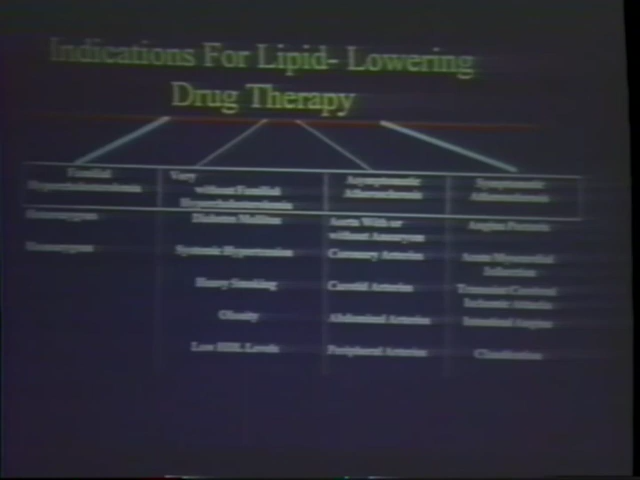 Indications For Lipid- Lowering
Drug Therapy
Familial
Hypercholesterolemia
Very
without Familial
Hypercholesterolemia
Asymptomatic
Atherosclerosis
Symptomatic
Atherosclerosis
Homozygous
Diabetes Mellitus
Aorta With or
without Aneurysm
Angina Pectoris
Systemic Hypertension
Coronary Arteries
Acute Myocardial
Infarction
Heavy Smoking
Carotid Arteries
Transient Cerebral
Ischemic Attacks
Obesity
Abdominal Arteries
Intestinal Angina
Low HDL Levels
Peripheral Arteries
Claudication